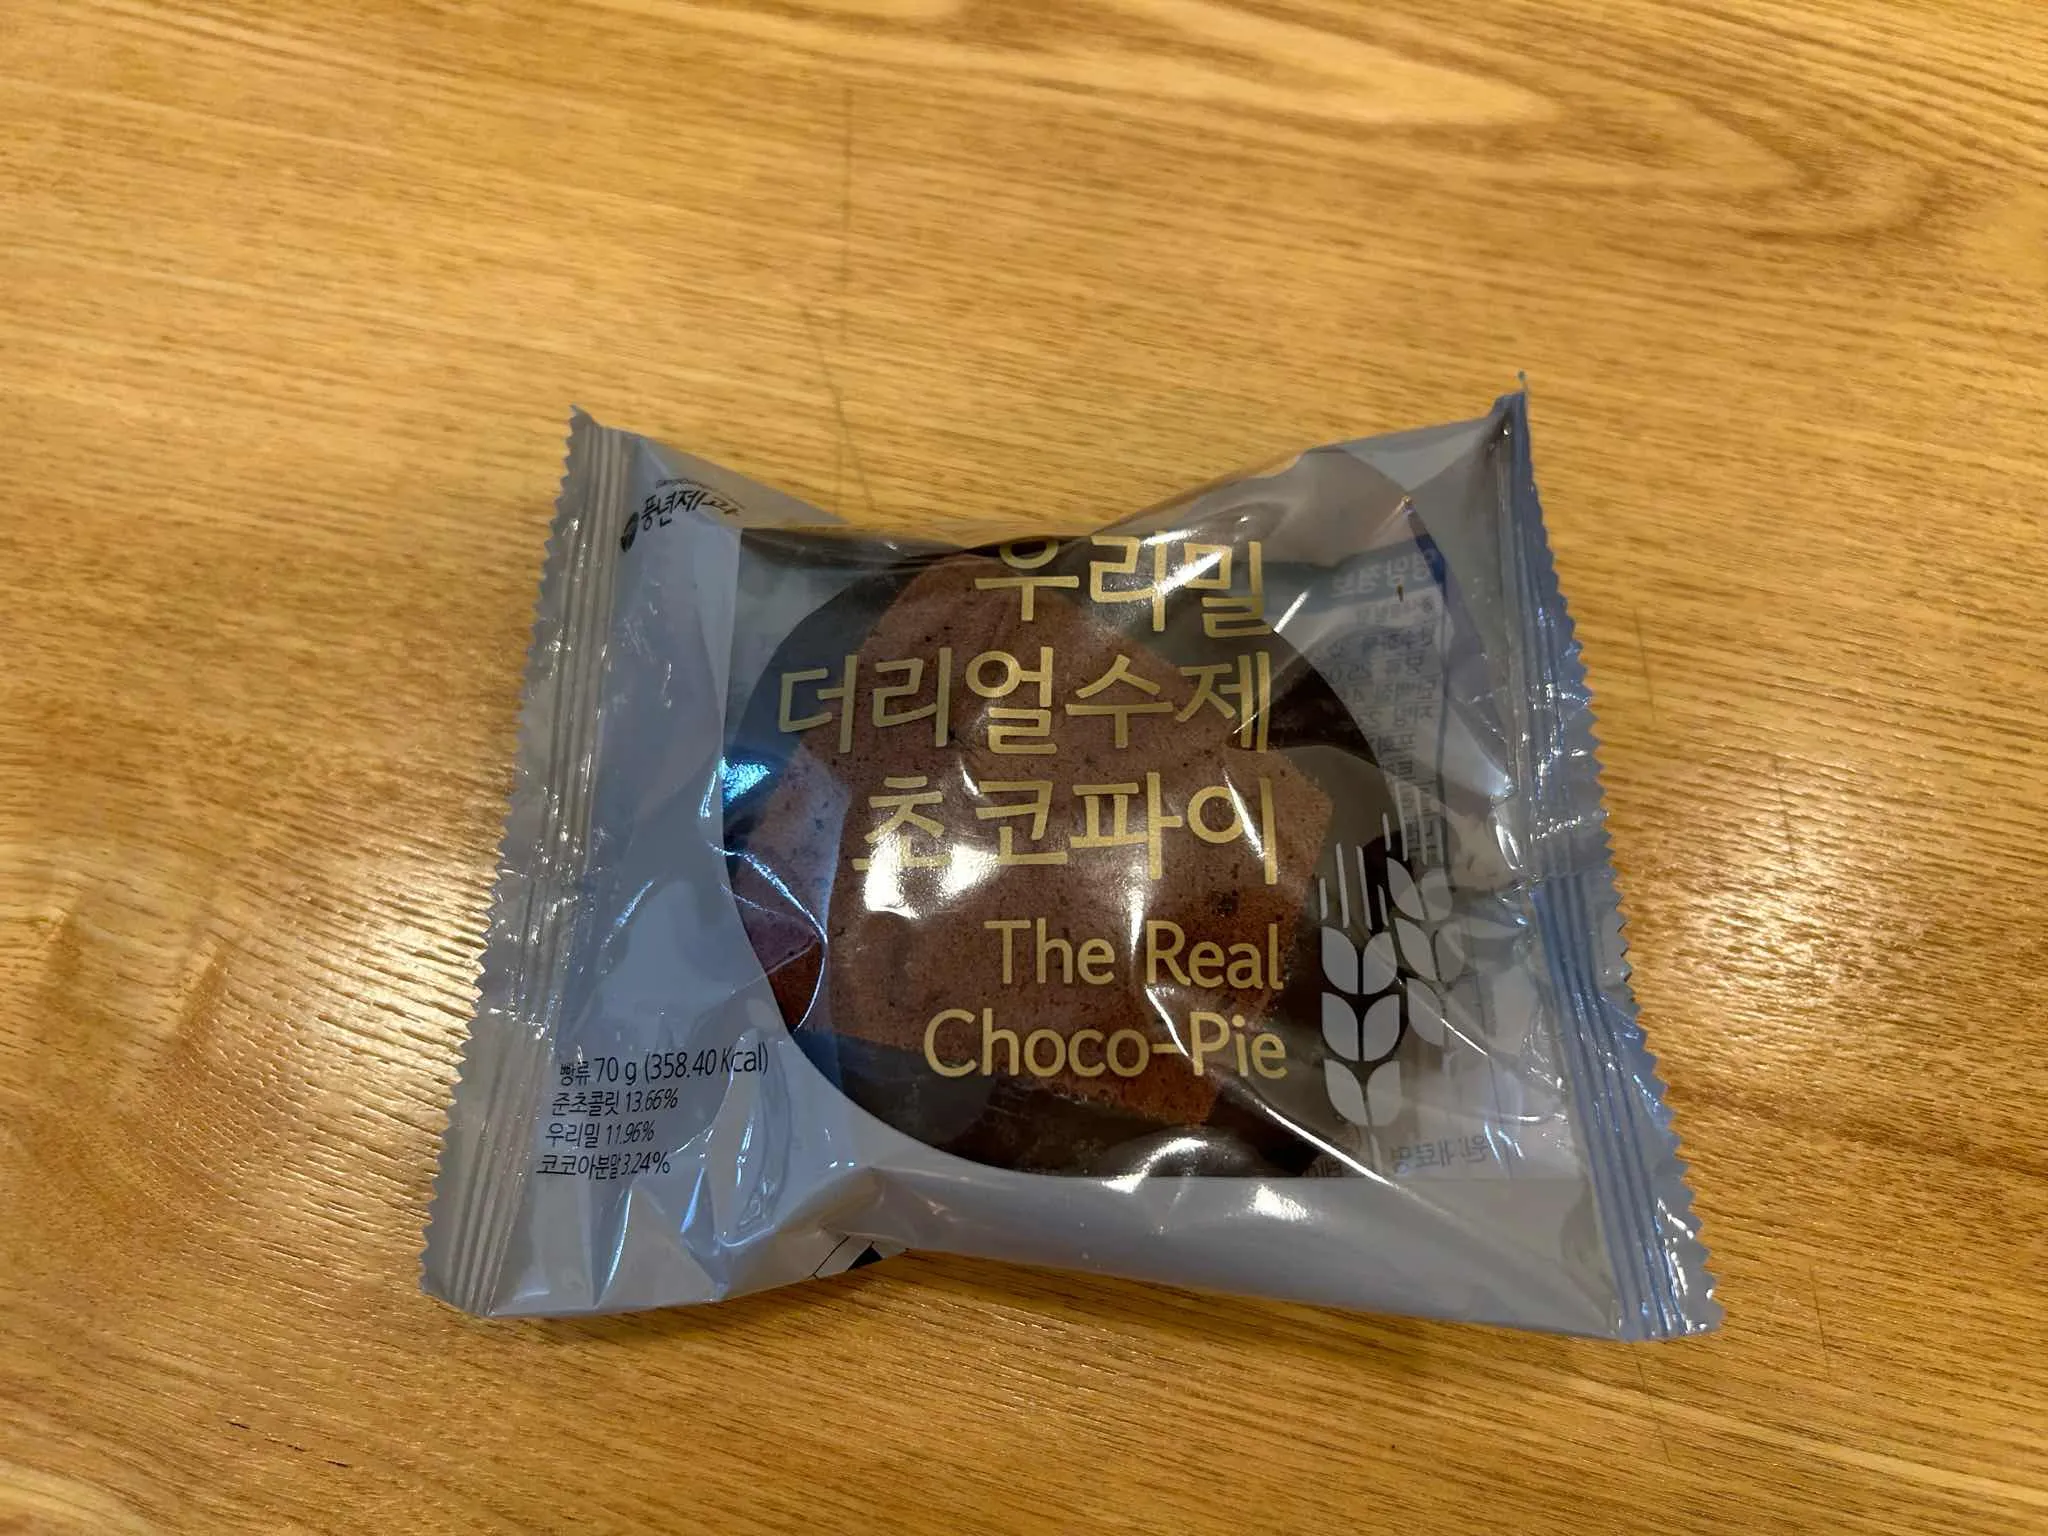 풍년제과
우리밀
더리얼수제
초코파이
The Real
Choco-Pie
빵류 70 g (358.40 Kcal)
준초콜릿 13.66%
우리밀 11.96%
코코아분말 3.24%